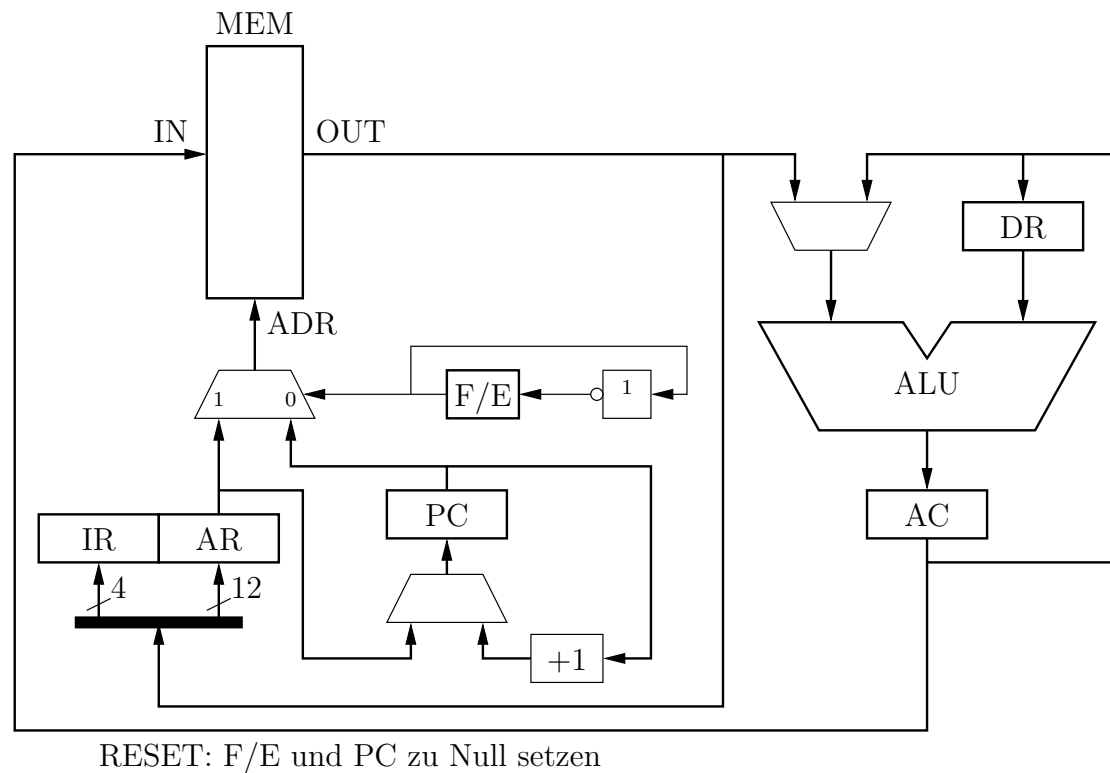 MEM
IN
OUT
DR
ADR
ALU
1
0
F/E
1
PC
AC
IR
AR
4
12
+1
RESET: F/E und PC zu Null setzen